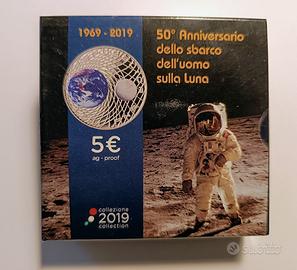 1969 - 2019
50° Anniversario
dello sbarco
dell'uomo
sulla Luna
5€
ag - proof
collezione
2019
collection